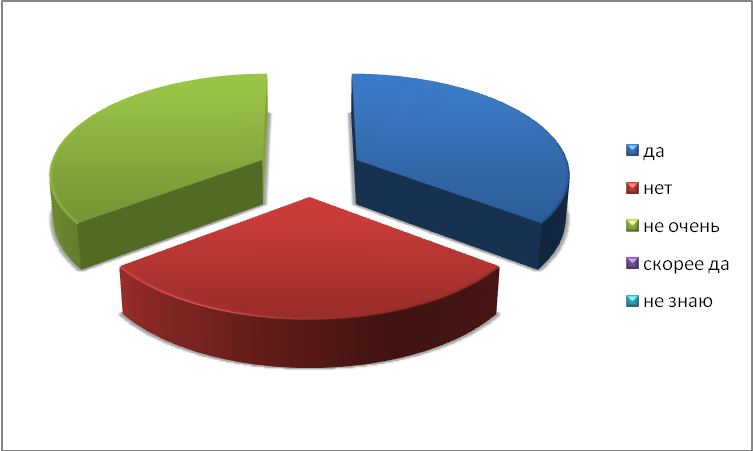 да
нет
не очень
скорее да
не знаю